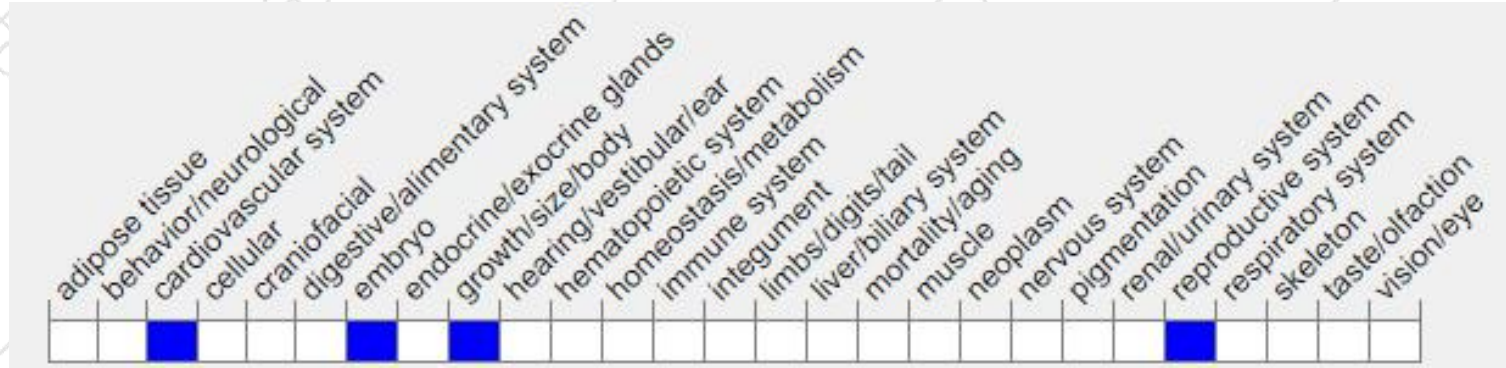 adipose tissue
behavior/neurological
cardiovascular system
cellular
craniofacial
digestive/alimentary system
embryo
endocrine/exocrine glands
growth/size/body
hearing/vestibular/ear
hematopoietic system
homeostasis/metabolism
immune system
integument
limbs/digits/tail
liver/biliary system
mortality/aging
muscle
neoplasm
nervous system
pigmentation
renal/urinary system
reproductive system
respiratory system
skeleton
taste/olfaction
vision/eye